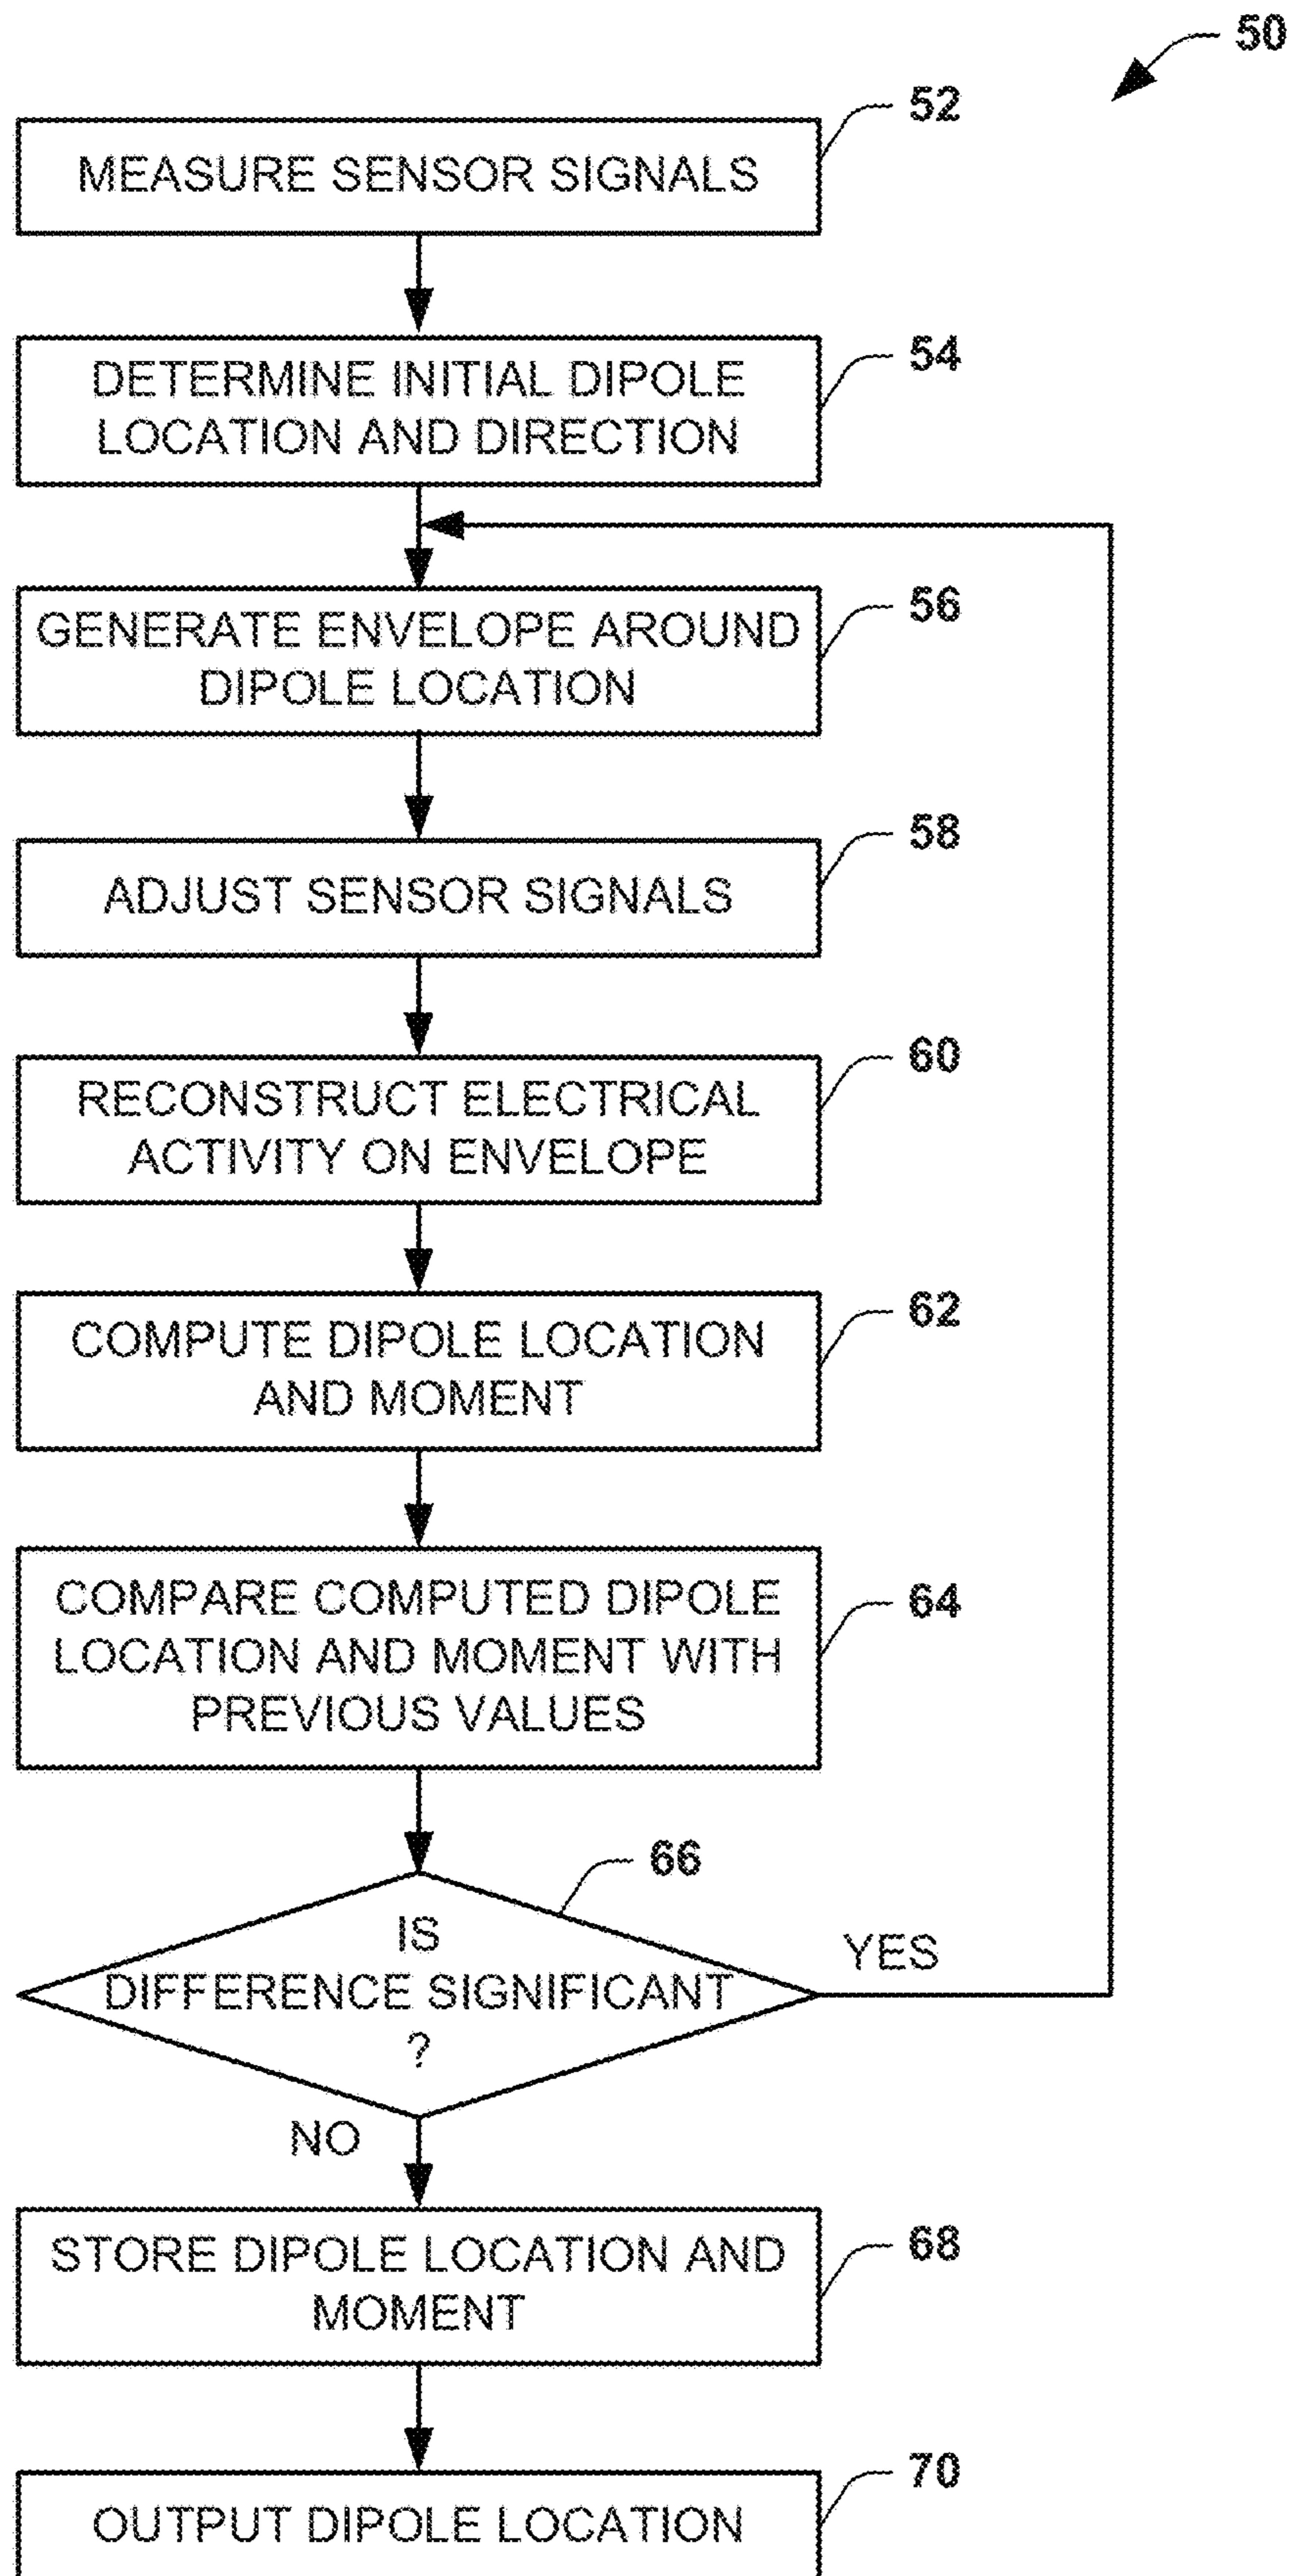 50
52
MEASURE SENSOR SIGNALS
54
DETERMINE INITIAL DIPOLE
LOCATION AND DIRECTION
56
GENERATE ENVELOPE AROUND
DIPOLE LOCATION
58
ADJUST SENSOR SIGNALS
60
RECONSTRUCT ELECTRICAL
ACTIVITY ON ENVELOPE
62
COMPUTE DIPOLE LOCATION
AND MOMENT
64
COMPARE COMPUTED DIPOLE
LOCATION AND MOMENT WITH
PREVIOUS VALUES
66
IS
DIFFERENCE SIGNIFICANT
?
YES
NO
68
STORE DIPOLE LOCATION AND
MOMENT
70
OUTPUT DIPOLE LOCATION